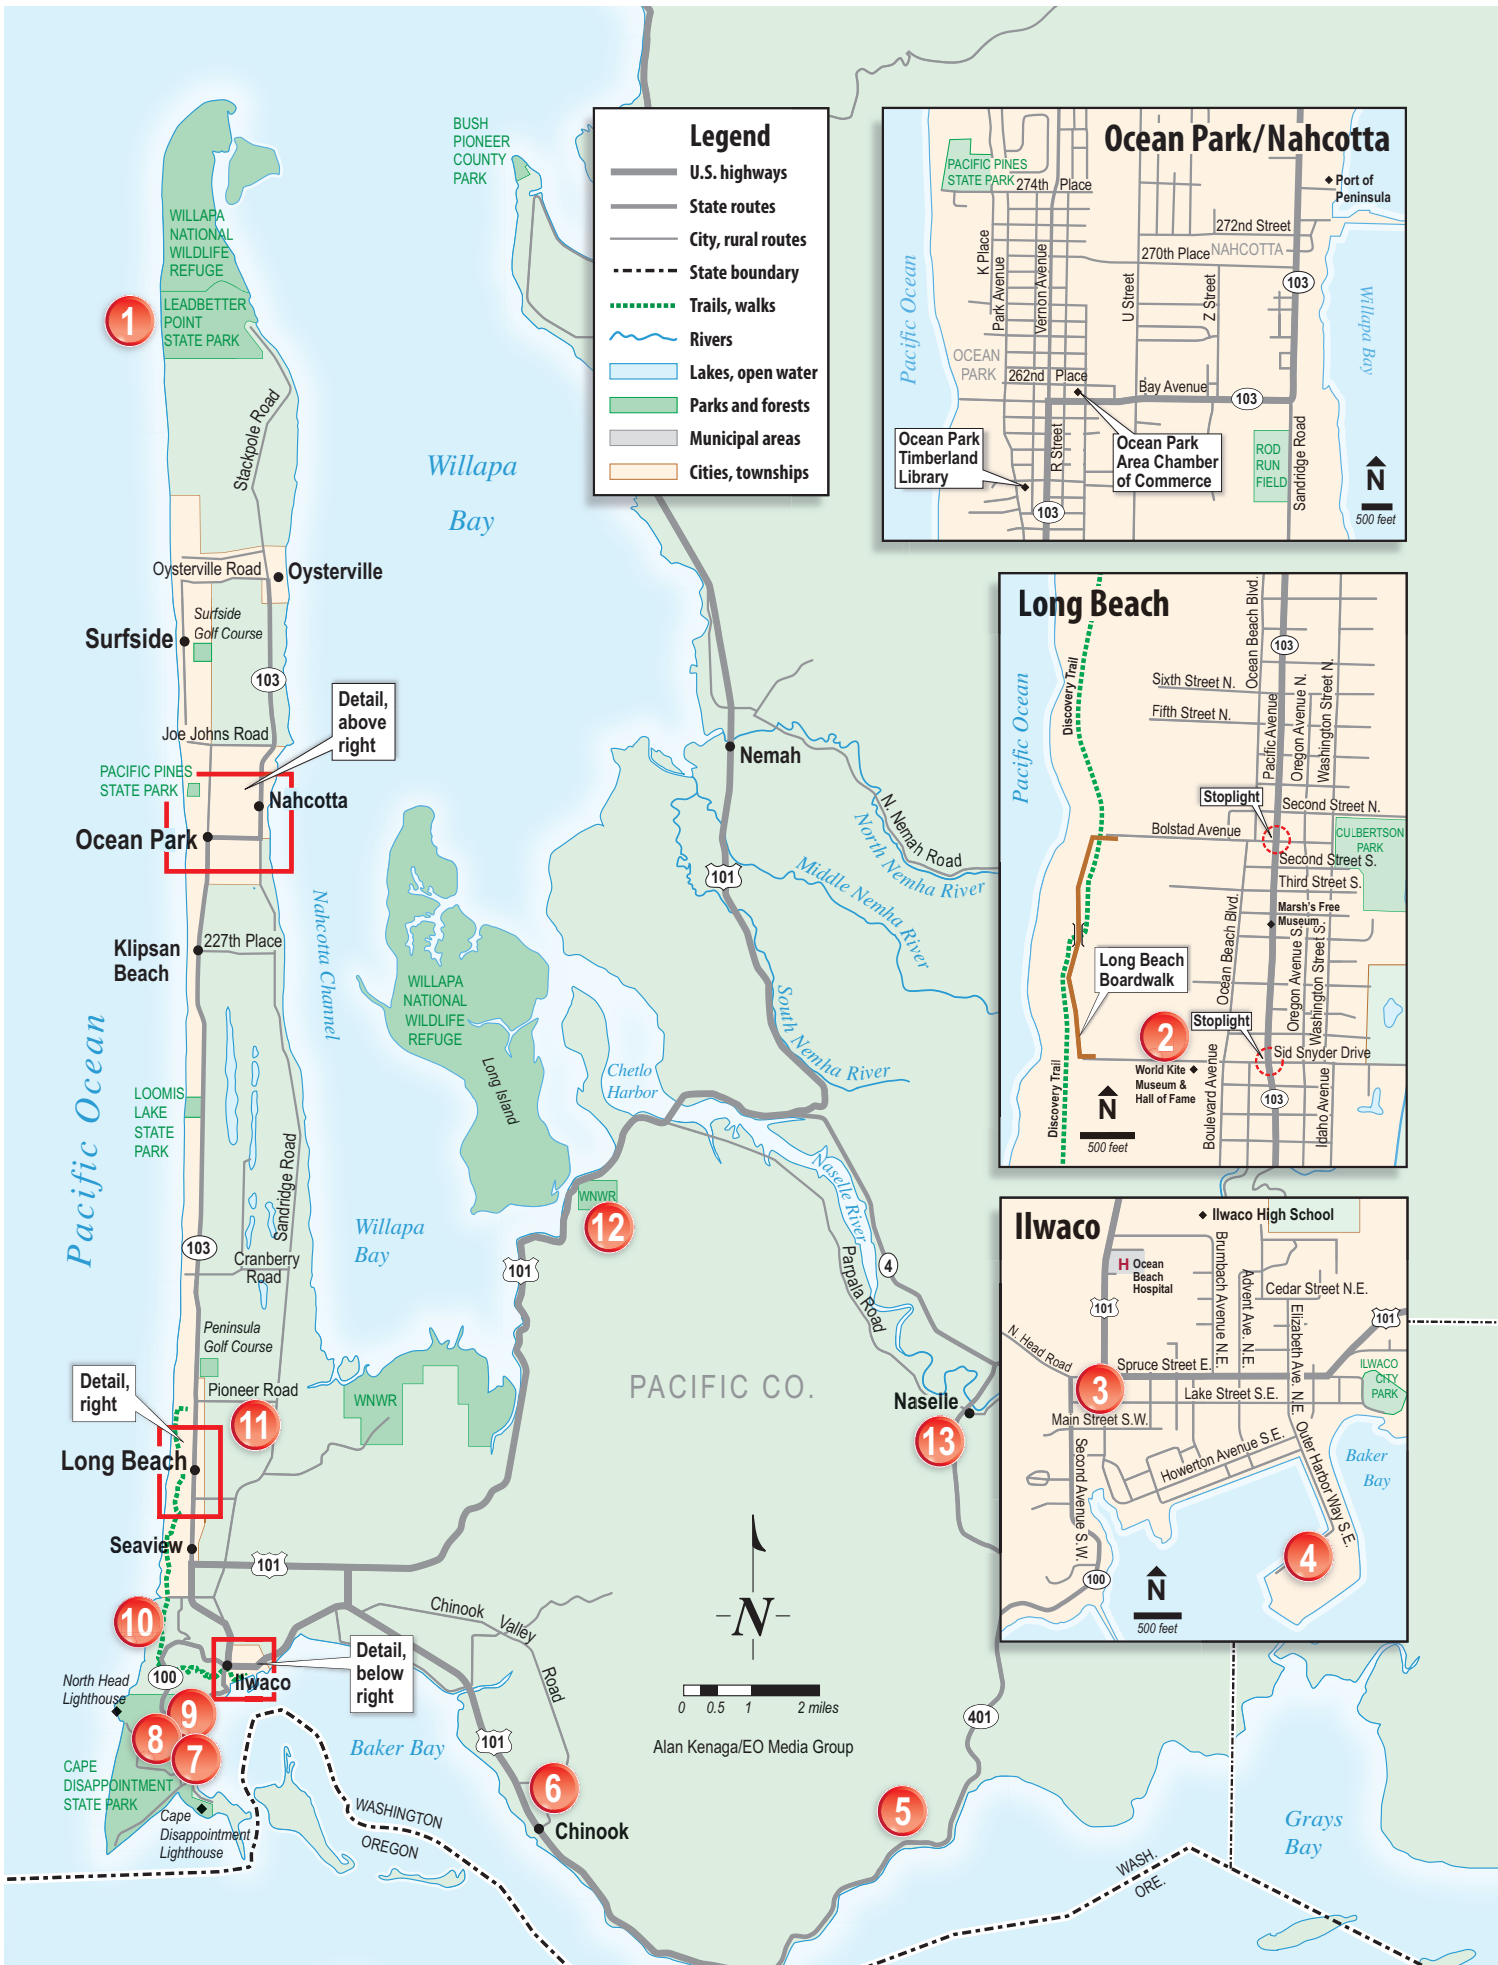 BUSH
PIONEER
COUNTY
PARK
Legend
U.S. highways
State routes
City, rural routes
State boundary
Trails, walks
Rivers
Lakes, open water
Parks and forests
Municipal areas
Cities, townships
WILLAPA
NATIONAL
WILDLIFE
REFUGE
LEADBETTER
POINT
STATE PARK
1
Stackpole Road
Willapa
Bay
Oysterville Road
Oysterville
Surfside
Golf Course
Surfside
103
Detail,
above
right
Joe Johns Road
PACIFIC PINES
STATE PARK
Nahcotta
Ocean Park
Nahcotta Channel
Klipsan
Beach
227th Place
Pacific Ocean
LOOMIS
LAKE
STATE
PARK
Sandridge Road
103
Cranberry
Road
Willapa
Bay
WILLAPA
NATIONAL
WILDLIFE
REFUGE
Long Island
Chetlo
Harbor
Nemah
N. Nemah Road
North Nemha River
Middle Nemha River
South Nemha River
101
WNWR
12
101
Naselle River
Parpala Road
4
Peninsula
Golf Course
Pioneer Road
11
Detail,
right
Long Beach
WNWR
PACIFIC CO.
Naselle
13
Seaview
101
10
100
Ilwaco
Detail,
below
right
Chinook Valley Road
North Head
Lighthouse
9
8
7
CAPE
DISAPPOINTMENT
STATE PARK
Cape
Disappointment
Lighthouse
Baker Bay
WASHINGTON
OREGON
101
6
Chinook
N
0 0.5 1 2 miles
Alan Kenaga/EO Media Group
401
5
Grays
Bay
WASH.
ORE.
Ocean Park/Nahcotta
PACIFIC PINES
STATE PARK
274th Place
Port of
Peninsula
272nd Street
270th Place
NAHCOTTA
K Place
Park Avenue
Vernon Avenue
U Street
Z Street
103
Pacific Ocean
Willapa Bay
OCEAN
PARK
262nd Place
Bay Avenue
103
Ocean Park
Timberland
Library
R Street
Ocean Park
Area Chamber
of Commerce
ROD
RUN
FIELD
Sandridge Road
103
N
500 feet
Long Beach
Ocean Beach Blvd.
103
Discovery Trail
Pacific Ocean
Sixth Street N.
Fifth Street N.
Pacific Avenue
Oregon Avenue N.
Washington Street N.
Stoplight
Second Street N.
Bolstad Avenue
CULBERTSON
PARK
Second Street S.
Third Street S.
Marsh's Free
Museum
Ocean Beach Blvd.
Oregon Avenue S.
Washington Street S.
Long Beach
Boardwalk
2
Stoplight
Sid Snyder Drive
World Kite
Museum &
Hall of Fame
Boulevard Avenue
Idaho Avenue
103
Discovery Trail
N
500 feet
Ilwaco
Ilwaco High School
H Ocean
Beach
Hospital
Brumbach Avenue N.E.
Advent Ave. N.E.
Cedar Street N.E.
Elizabeth Ave. N.E.
101
101
N. Head Road
Spruce Street E.
ILWACO
CITY
PARK
3
Lake Street S.E.
Main Street S.W.
Second Avenue S.W.
Howerton Avenue S.E.
Outer Harbor Way S.E.
Baker
Bay
4
100
N
500 feet